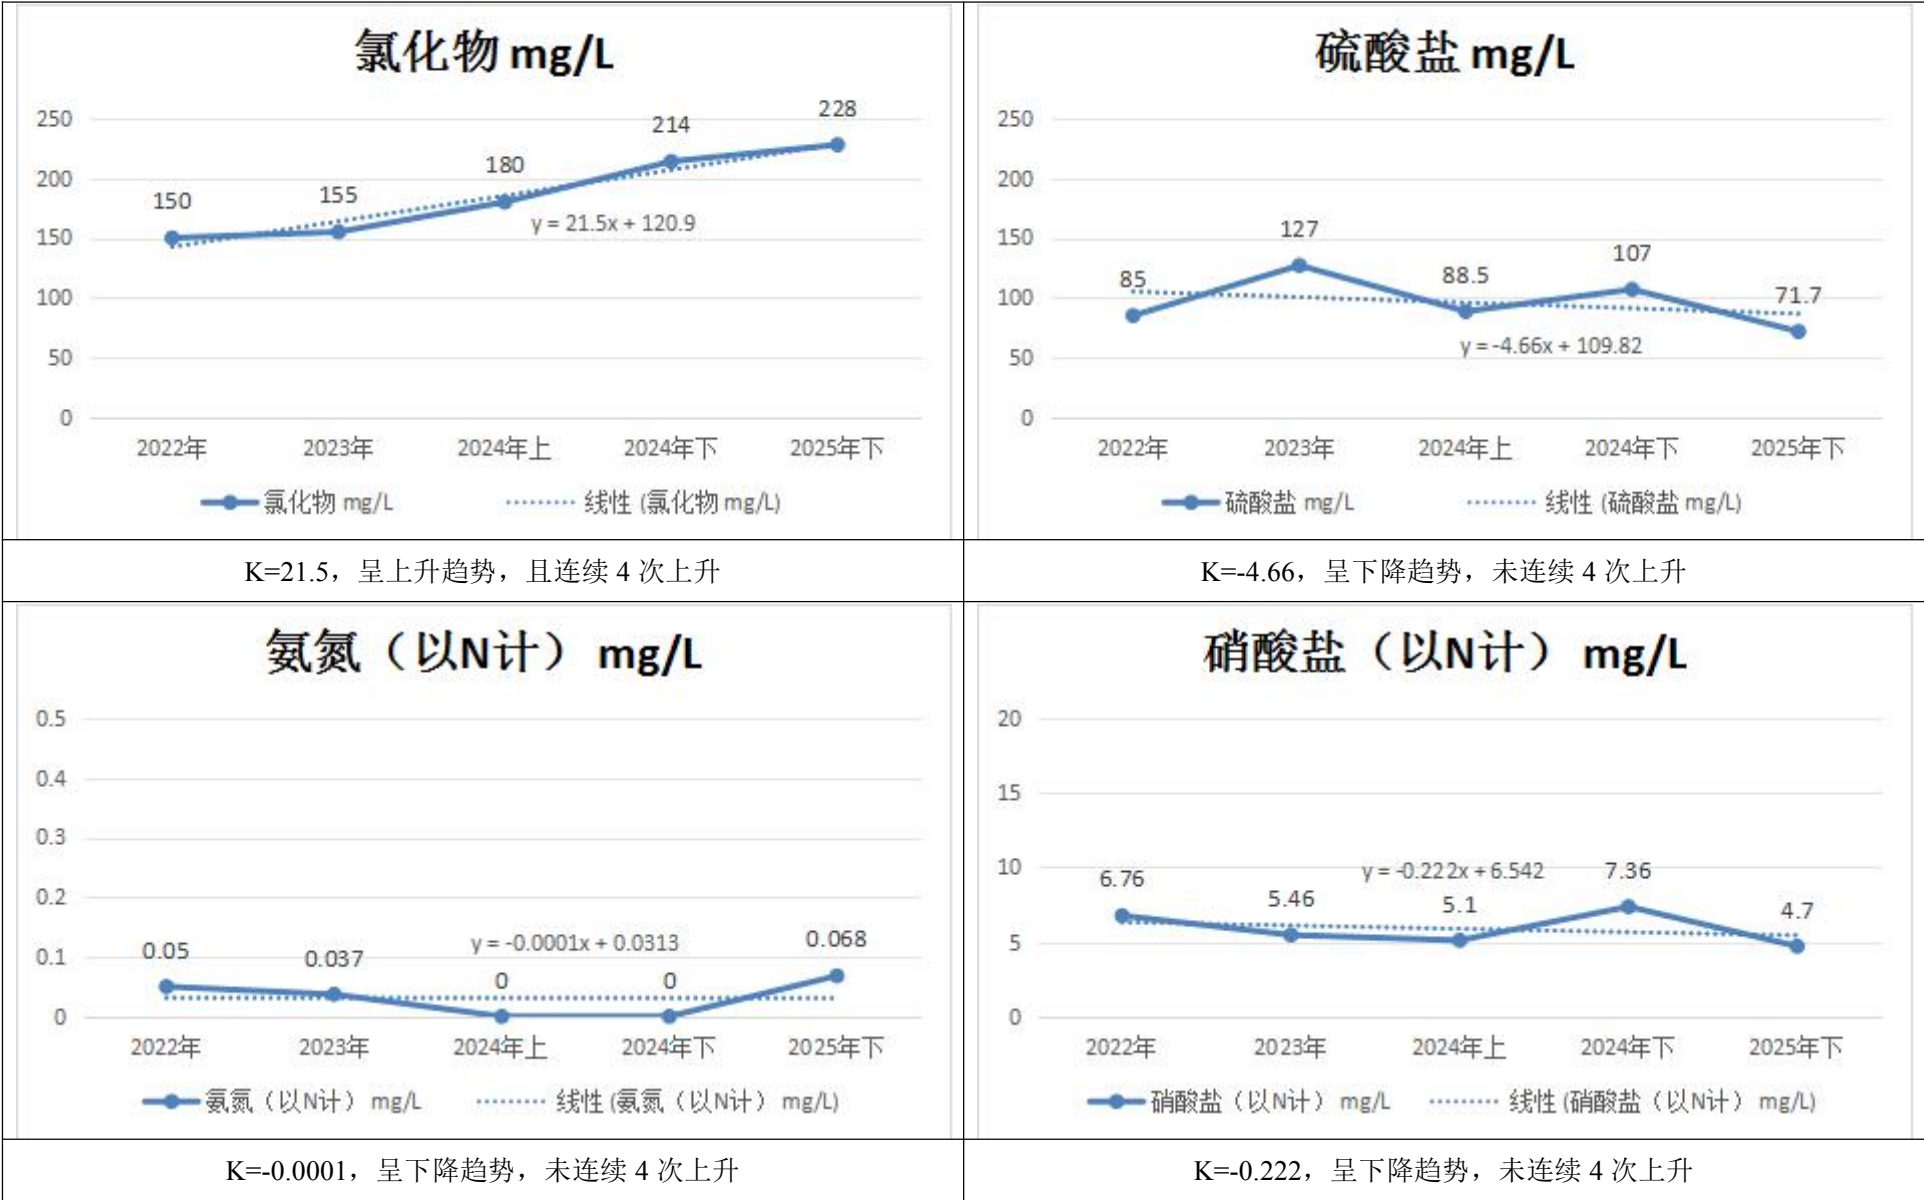 氯化物 mg/L
250
200
150
100
50
0
150
155
180
214
228
y = 21.5x + 120.9
2022年 2023年 2024年上 2024年下 2025年下
氯化物 mg/L 线性 (氯化物 mg/L)
K=21.5，呈上升趋势，且连续 4 次上升
硫酸盐 mg/L
250
200
150
100
50
0
85
127
88.5
107
71.7
y = -4.66x + 109.82
2022年 2023年 2024年上 2024年下 2025年下
硫酸盐 mg/L 线性 (硫酸盐 mg/L)
K=-4.66，呈下降趋势，未连续 4 次上升
氨氮（以N计） mg/L
0.5
0.4
0.3
0.2
0.1
0
0.05
0.037
0
0
0.068
y = -0.0001x + 0.0313
2022年 2023年 2024年上 2024年下 2025年下
氨氮（以N计） mg/L 线性 (氨氮（以N计） mg/L)
K=-0.0001，呈下降趋势，未连续 4 次上升
硝酸盐（以N计） mg/L
20
15
10
5
0
6.76
5.46
5.1
7.36
4.7
y = -0.222x + 6.542
2022年 2023年 2024年上 2024年下 2025年下
硝酸盐（以N计） mg/L 线性 (硝酸盐（以N计） mg/L)
K=-0.222，呈下降趋势，未连续 4 次上升